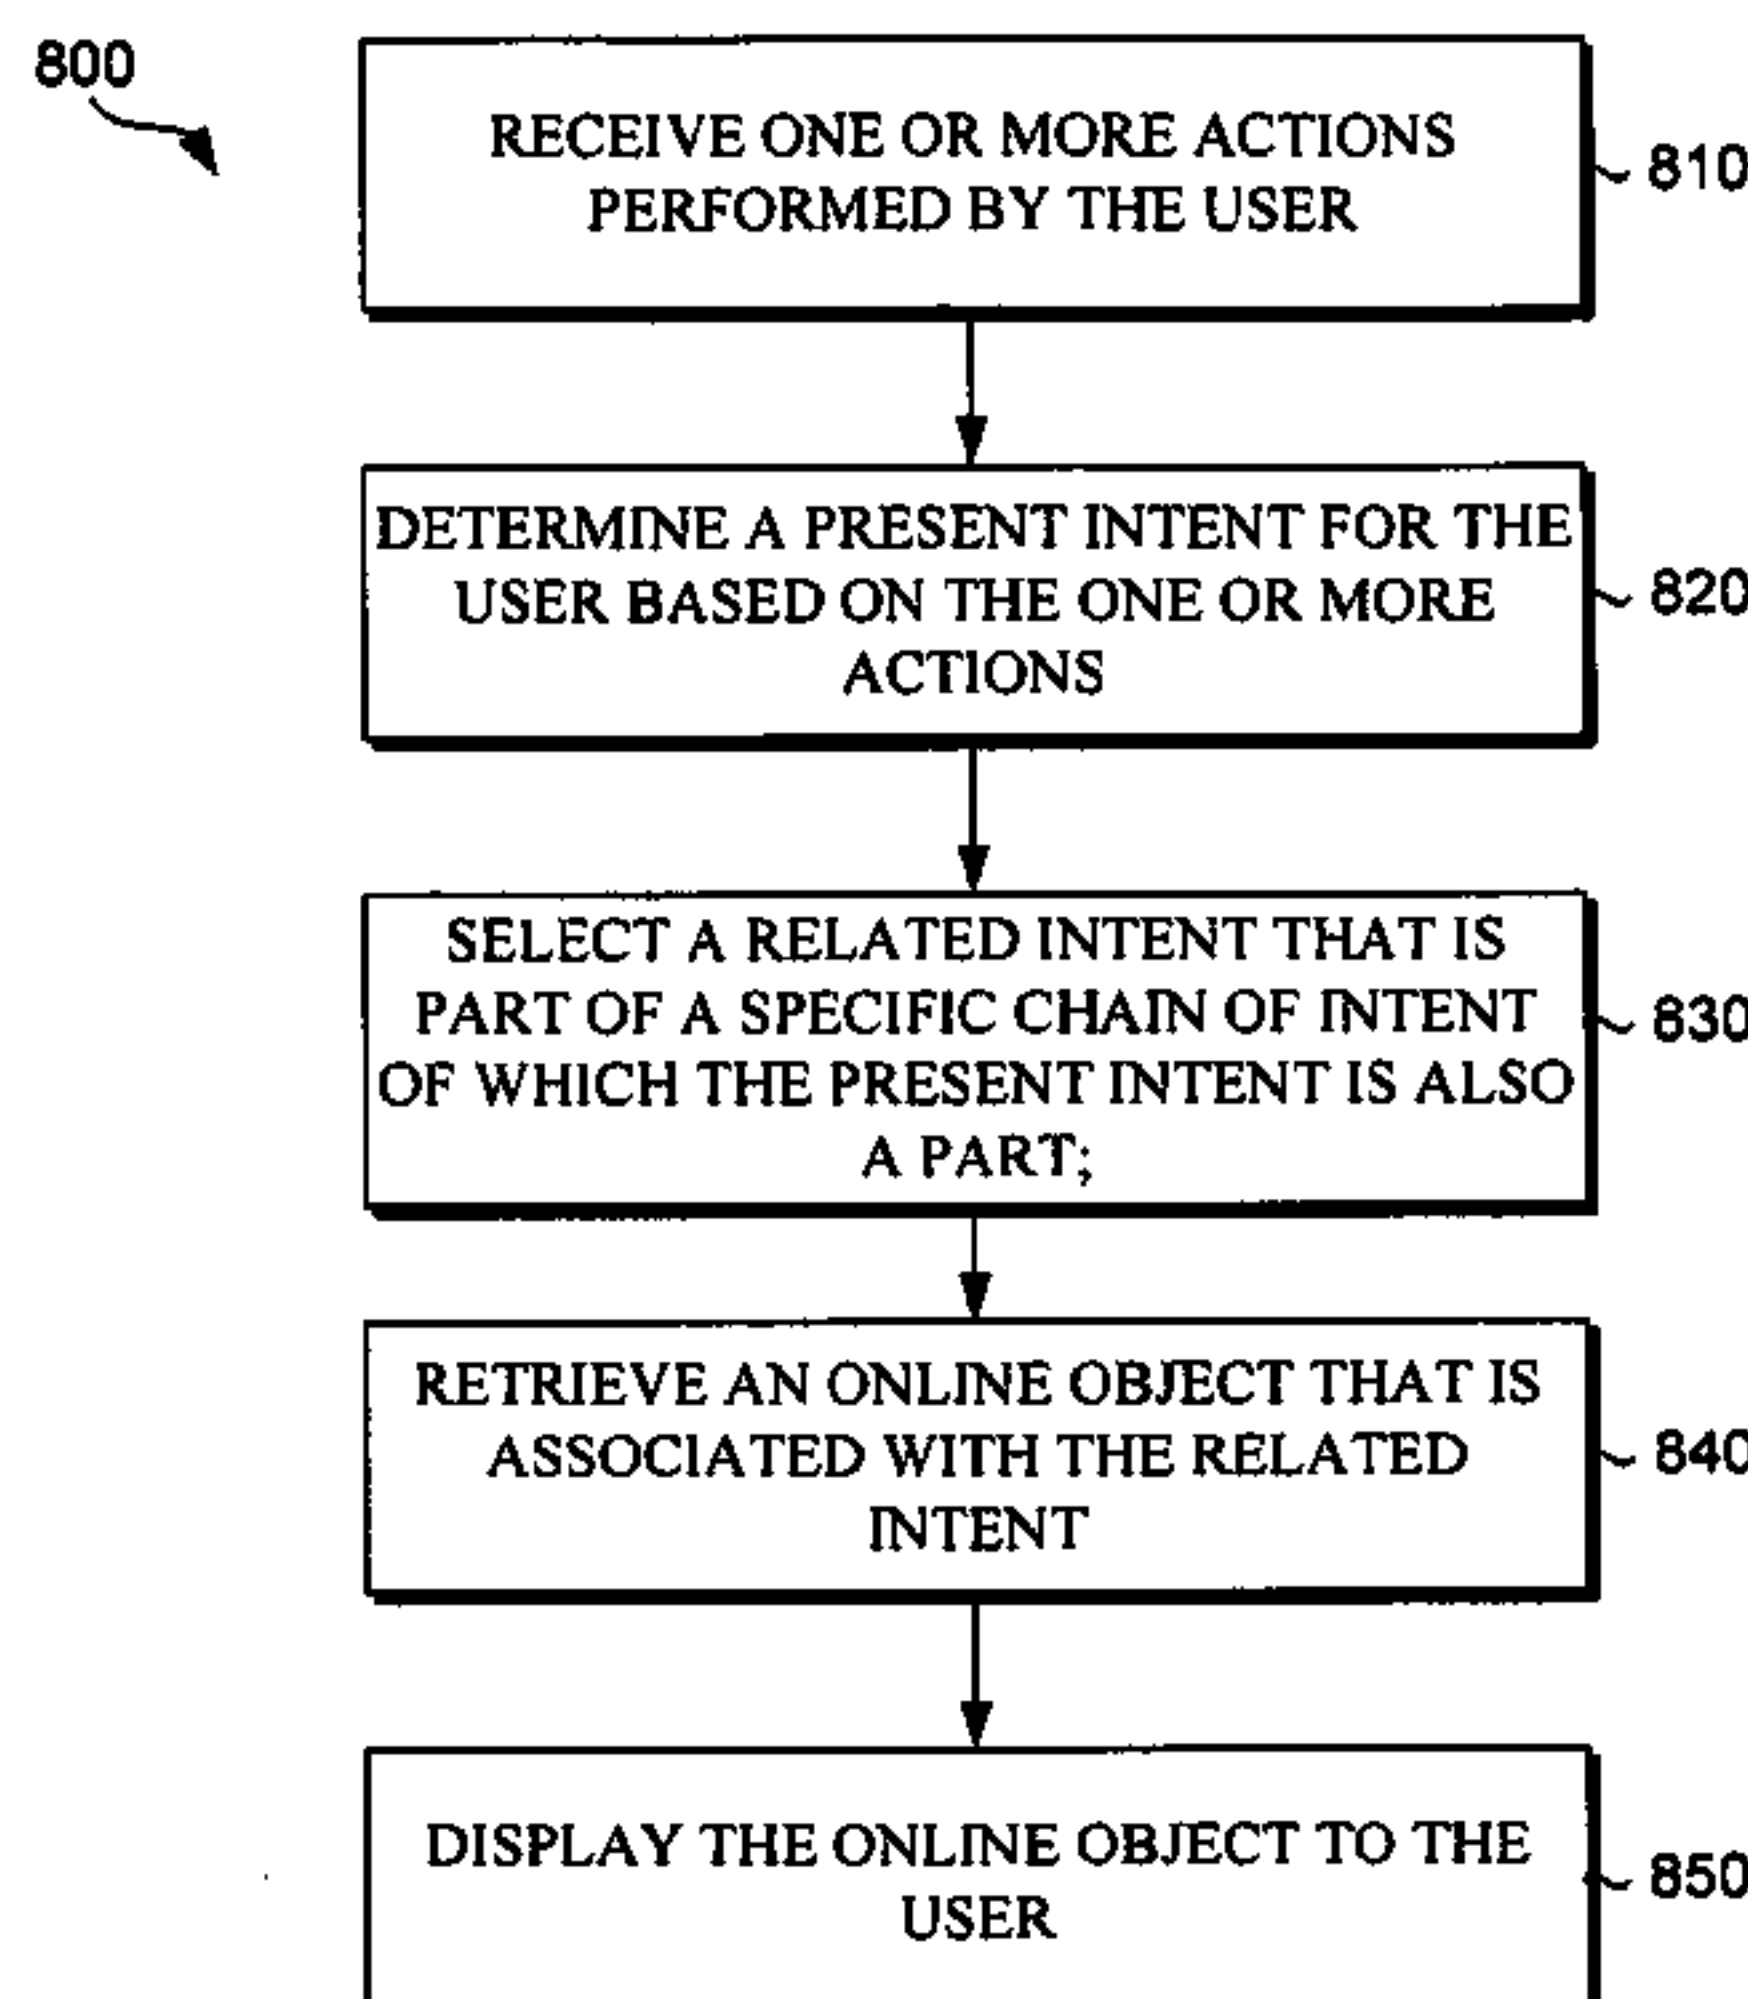 800
RECEIVE ONE OR MORE ACTIONS
PERFORMED BY THE USER
810
DETERMINE A PRESENT INTENT FOR THE
USER BASED ON THE ONE OR MORE
ACTIONS
820
SELECT A RELATED INTENT THAT IS
PART OF A SPECIFIC CHAIN OF INTENT
OF WHICH THE PRESENT INTENT IS ALSO
A PART;
830
RETRIEVE AN ONLINE OBJECT THAT IS
ASSOCIATED WITH THE RELATED
INTENT
840
DISPLAY THE ONLINE OBJECT TO THE
USER
850